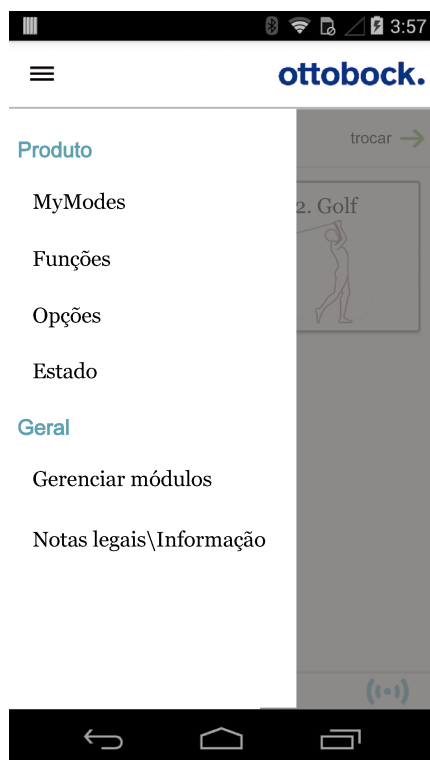 3:57
ottobock.
Produto
trocar
MyModes
2. Golf
Funções
Opções
Estado
Geral
Gerenciar módulos
Notas legais\Informação